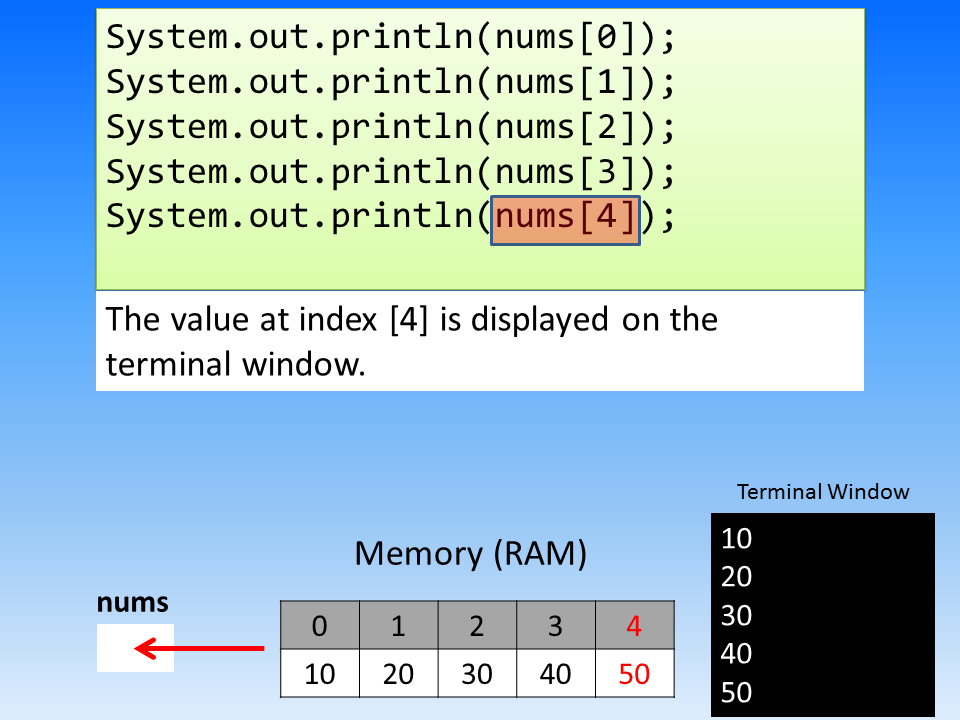 System.out.println(nums[0]);
System.out.println(nums[1]);
System.out.println(nums[2]);
System.out.println(nums[3]);
System.out.println(nums[4]);
The value at index [4] is displayed on the
terminal window.
Terminal Window
10
20
30
40
50
Memory (RAM)
nums
0 1 2 3 4
10 20 30 40 50